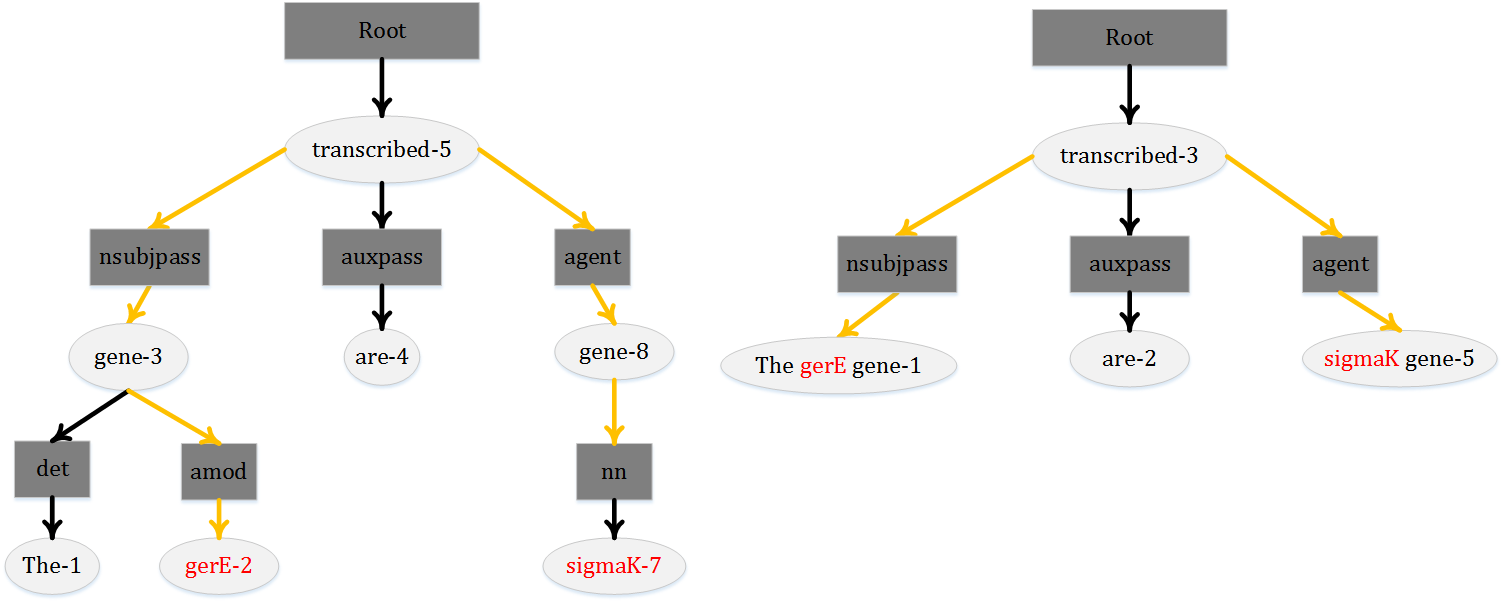 Root
transcribed-5
nsubjpass
auxpass
agent
gene-3
are-4
gene-8
det
amod
nn
The-1
gerE-2
sigmaK-7
Root
transcribed-3
nsubjpass
auxpass
agent
The gerE gene-1
are-2
sigmaK gene-5